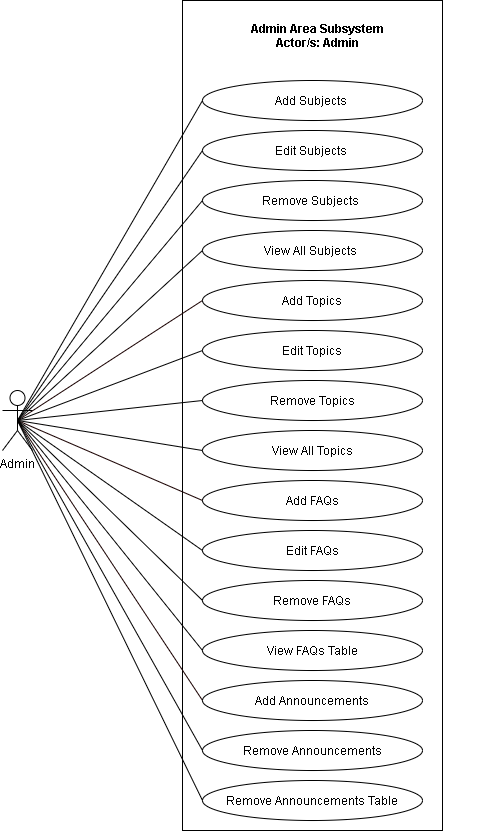 Admin Area Subsystem
Actor/s: Admin
Add Subjects
Edit Subjects
Remove Subjects
View All Subjects
Add Topics
Edit Topics
Remove Topics
View All Topics
Admin
Add FAQs
Edit FAQs
Remove FAQs
View FAQs Table
Add Announcements
Remove Announcements
Remove Announcements Table